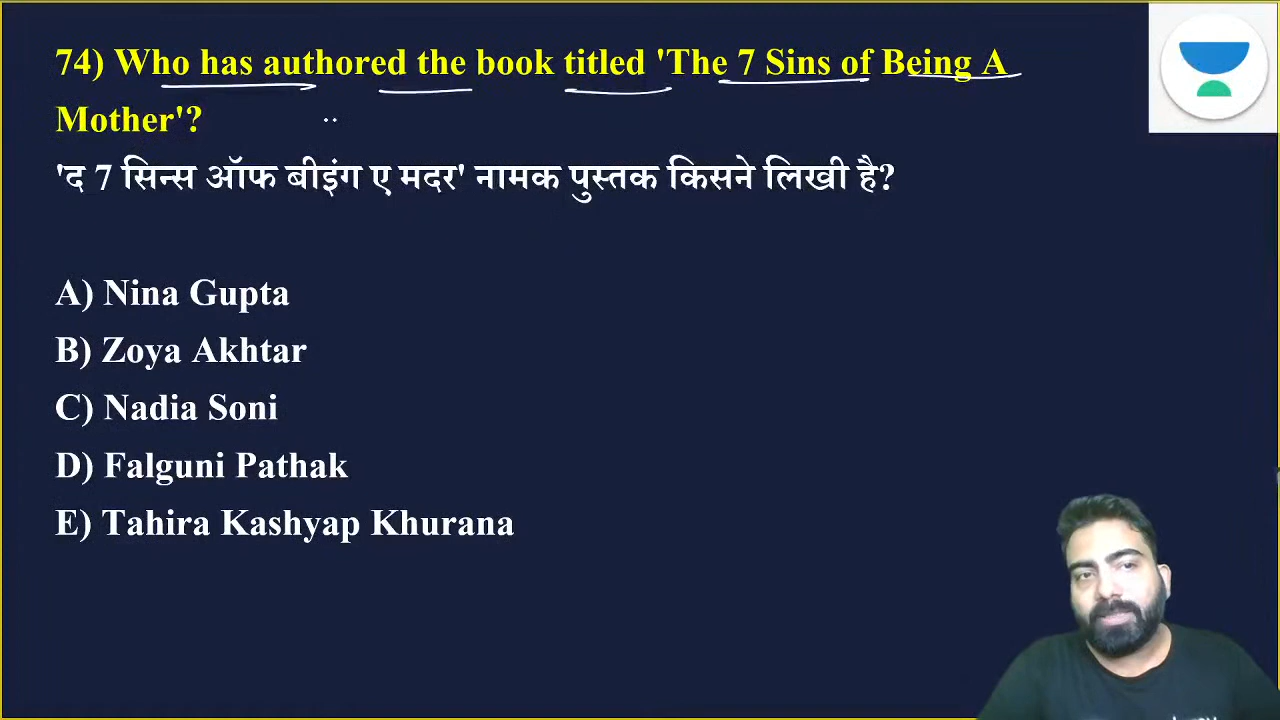 74) Who has authored the book titled 'The 7 Sins of Being A
Mother'?
'द 7 सिन्स ऑफ बीइंग ए मदर' नामक पुस्तक किसने लिखी है?
A) Nina Gupta
B) Zoya Akhtar
C) Nadia Soni
D) Falguni Pathak
E) Tahira Kashyap Khurana